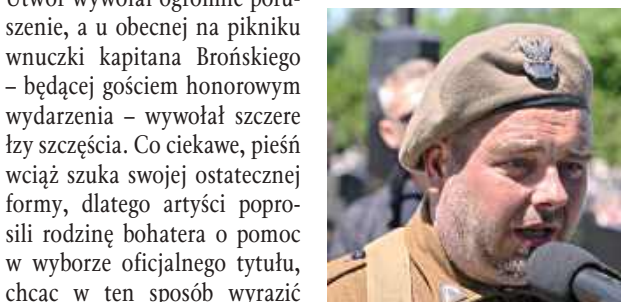 Utwór wywołał ogromne poru-
szenie, a u obecnej na pikniku
wnuczki kapitana Brońskiego
– będącej gościem honorowym
wydarzenia – wywołał szczere
łzy szczęścia. Co ciekawe, pieśń
wciąż szuka swojej ostatecznej
formy, dlatego artyści popro-
sili rodzinę bohatera o pomoc
w wyborze oficjalnego tytułu,
chcąc w ten sposób wyrazić